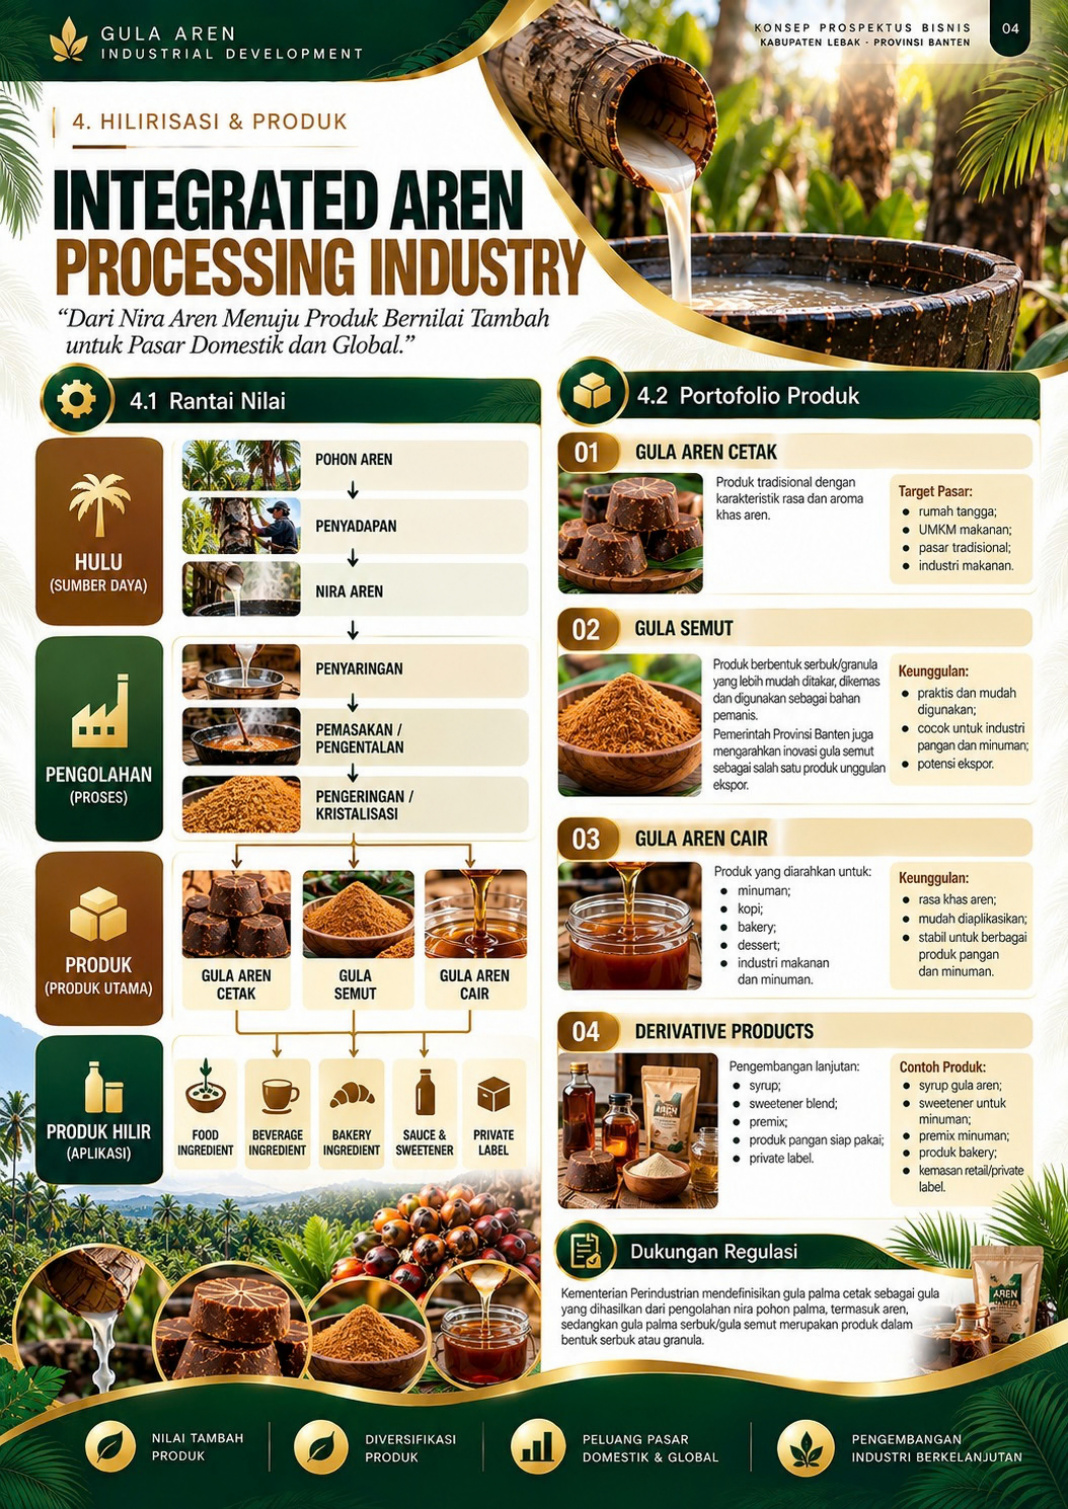 GULA AREN
INDUSTRIAL DEVELOPMENT
KONSEP PROSPEKTUS BISNIS
KABUPATEN LEBAK - PROVINSI BANTEN
04
4. HILIRISASI & PRODUK
INTEGRATED AREN
PROCESSING INDUSTRY
“Dari Nira Aren Menuju Produk Bernilai Tambah
untuk Pasar Domestik dan Global.”
4.1 Rantai Nilai
HULU
(SUMBER DAYA)
POHON AREN
PENYADAPAN
NIRA AREN
PENGOLAHAN
(PROSES)
PENYARINGAN
PEMASAKAN /
PENGENTALAN
PENGERINGAN /
KRISTALISASI
PRODUK
(PRODUK UTAMA)
GULA AREN
CETAK
GULA
SEMUT
GULA AREN
CAIR
PRODUK HILIR
(APLIKASI)
FOOD
INGREDIENT
BEVERAGE
INGREDIENT
BAKERY
INGREDIENT
SAUCE &
SWEETENER
PRIVATE
LABEL
4.2 Portofolio Produk
01
GULA AREN CETAK
Produk tradisional dengan
karakteristik rasa dan aroma
khas aren.
Target Pasar:
● rumah tangga;
● UMKM makanan;
● pasar tradisional;
● industri makanan.
02
GULA SEMUT
Produk berbentuk serbuk/granula
yang lebih mudah ditakar, dikemas
dan digunakan sebagai bahan
pemanis.
Pemerintah Provinsi Banten juga
mengarahkan inovasi gula semut
sebagai salah satu produk unggulan
ekspor.
Keunggulan:
● praktis dan mudah
digunakan;
● cocok untuk industri
pangan dan minuman;
● potensi ekspor.
03
GULA AREN CAIR
Produk yang diarahkan untuk:
● minuman;
● kopi;
● bakery;
● dessert;
● industri makanan
dan minuman.
Keunggulan:
● rasa khas aren;
● mudah diaplikasikan;
● stabil untuk berbagai
produk pangan
dan minuman.
04
DERIVATIVE PRODUCTS
AREN
Pengembangan lanjutan:
● syrup;
● sweetener blend;
● premix;
● produk pangan siap pakai;
● private label.
Contoh Produk:
● syrup gula aren;
● sweetener untuk
minuman;
● premix minuman;
● produk bakery;
● kemasan retail/private
label.
Dukungan Regulasi
Kementerian Perindustrian mendefinisikan gula palma cetak sebagai gula
yang dihasilkan dari pengolahan nira pohon palma, termasuk aren,
sedangkan gula palma serbuk/gula semut merupakan produk dalam
bentuk serbuk atau granula.
AREN
NILAI TAMBAH
PRODUK
DIVERSIFIKASI
PRODUK
PELUANG PASAR
DOMESTIK & GLOBAL
PENGEMBANGAN
INDUSTRI BERKELANJUTAN